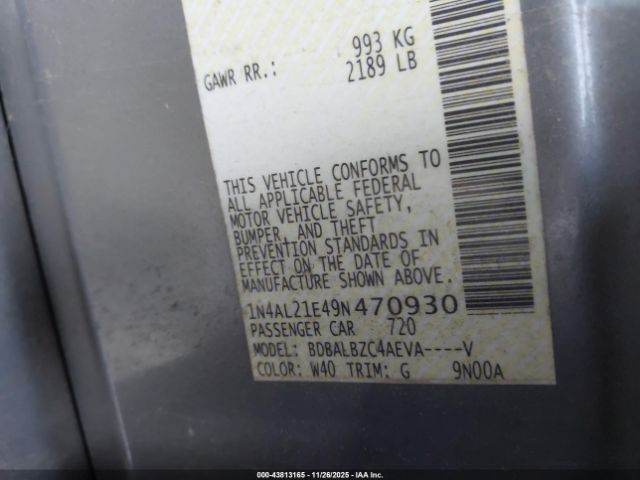 993 KG
GAWR RR.: 2189 LB
THIS VEHICLE CONFORMS TO
ALL APPLICABLE FEDERAL
MOTOR VEHICLE SAFETY,
BUMPER, AND THEFT
PREVENTION STANDARDS IN
EFFECT ON THE DATE OF
MANUFACTURE SHOWN ABOVE.
1N4AL21E49N470930
PASSENGER CAR 720
MODEL: BDBALBZC4AEVA----V
COLOR: W40 TRIM: G 9N00A
000-43813165 | 11/26/2025 | IAA Inc.